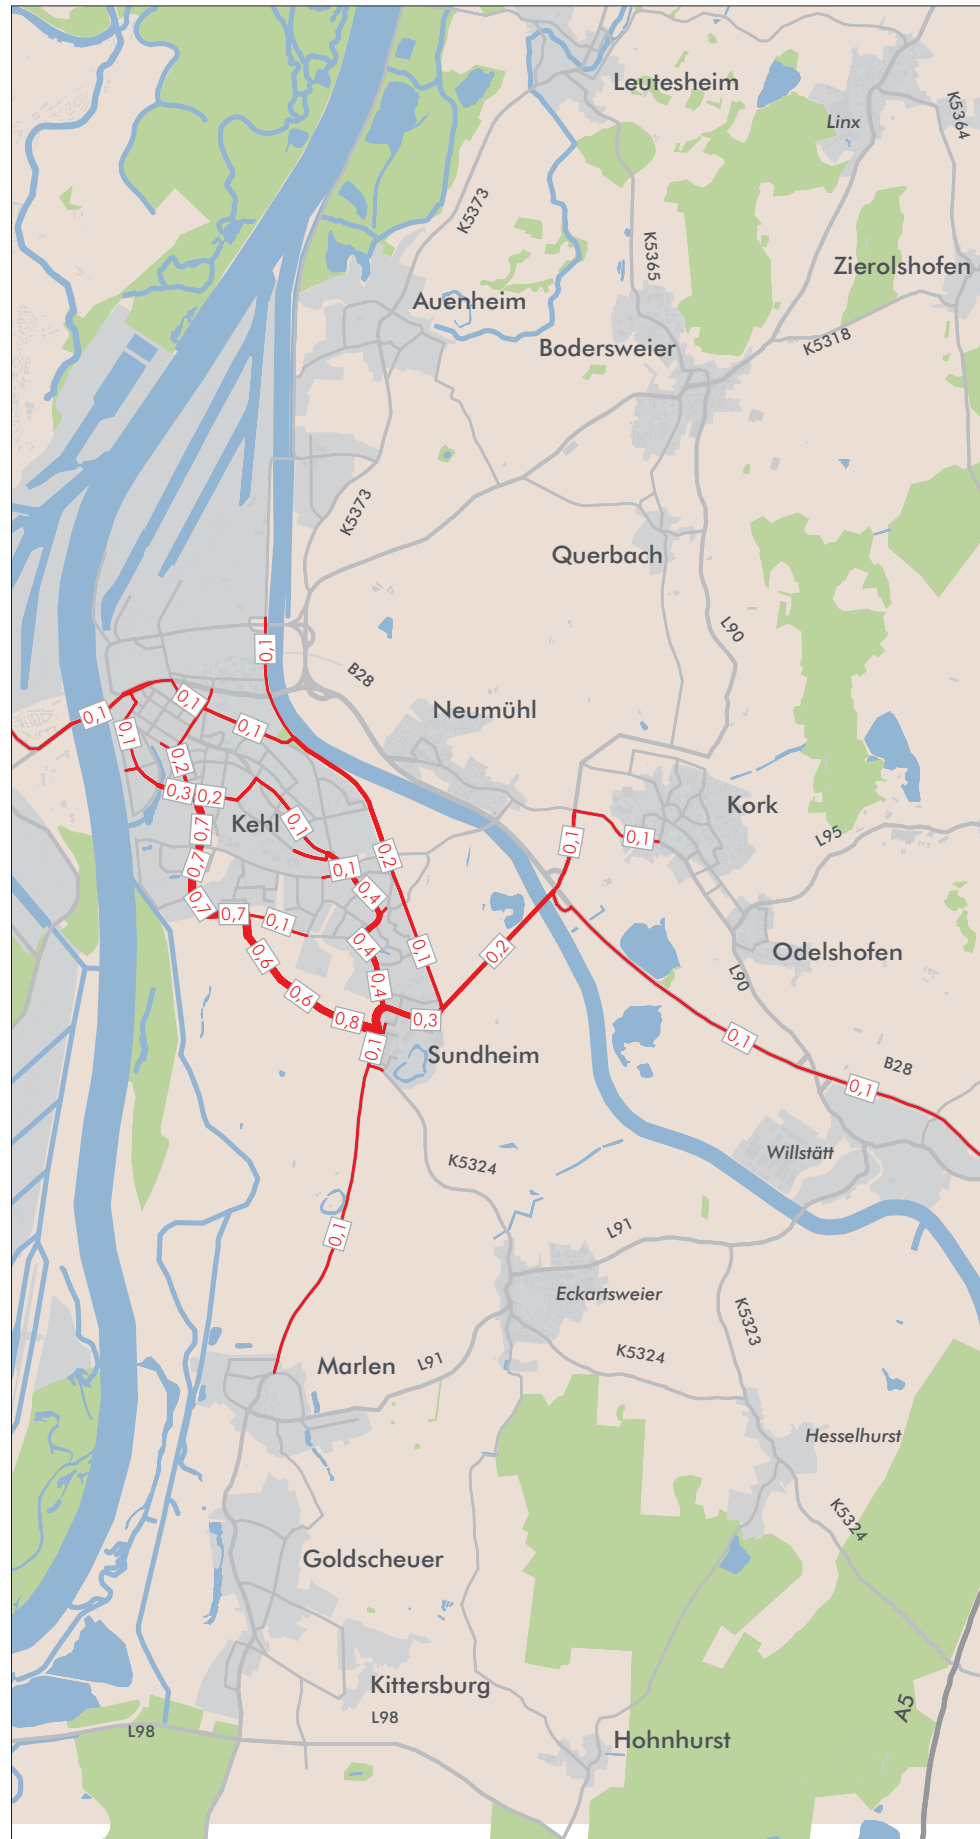 Leutesheim
Linx
K5364
K5373
K5365
Zierolshofen
Auenheim
K5318
Bodersweier
K5373
Querbach
L90
0,1
B28
0,1
0,1
Neumühl
0,1
0,1
0,2
0,3
0,2
Kork
0,7
Kehl
0,1
0,1
0,1
L95
0,7
0,2
0,1
0,4
0,7
0,7
0,1
0,4
0,1
0,2
Odelshofen
0,6
L90
0,6
0,4
0,8
0,3
0,1
0,1
Sundheim
B28
0,1
Willstätt
K5324
0,1
L91
Eckartsweier
K5323
Marlen
L91
K5324
Hesselhurst
K5324
Goldscheuer
Kittersburg
L98
L98
A5
Hohnhurst